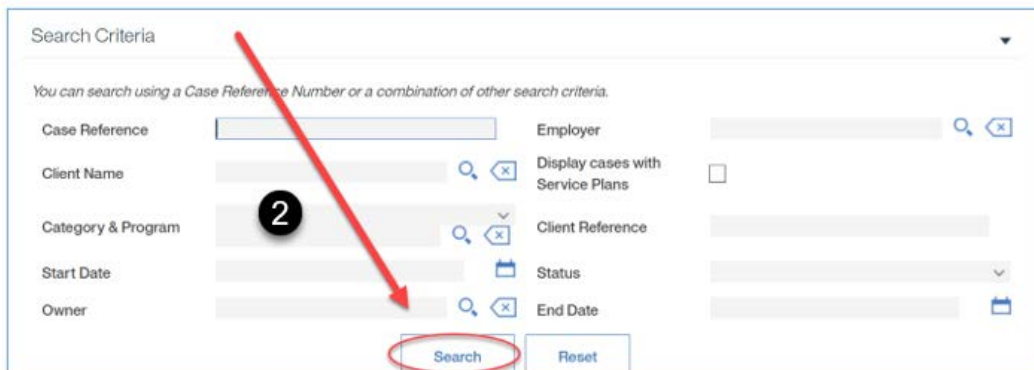 Search Criteria
You can search using a Case Reference Number or a combination of other search criteria.
Case Reference
Employer
Client Name
Display cases with
Service Plans
2
Category & Program
Client Reference
Start Date
Status
Owner
End Date
Search
Reset